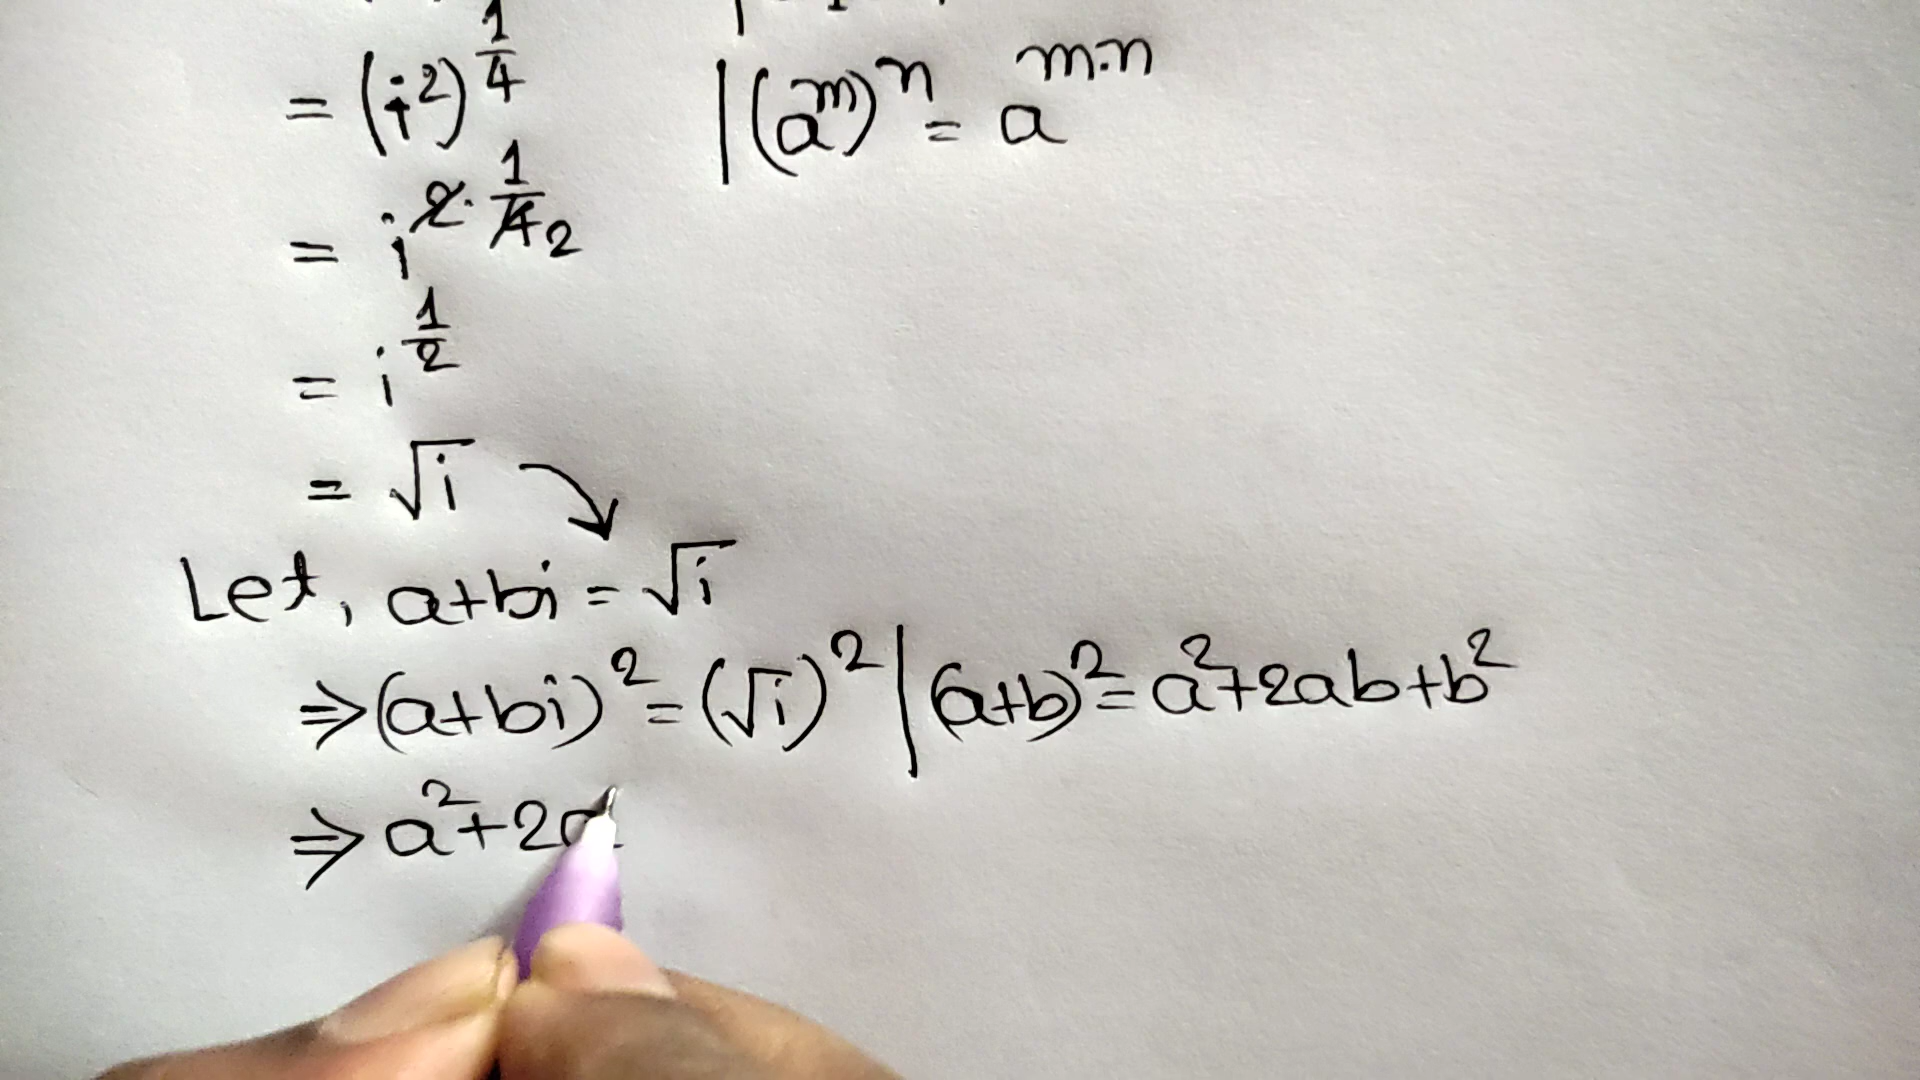 = (i²)^(1/4) | (a^m)^n = a^(m·n)
= i^(2·1/4) 2
= i^(1/2)
= √i
Let, a+bi = √i
⇒ (a+bi)² = (√i)² | (a+b)² = a²+2ab+b²
⇒ a²+2a